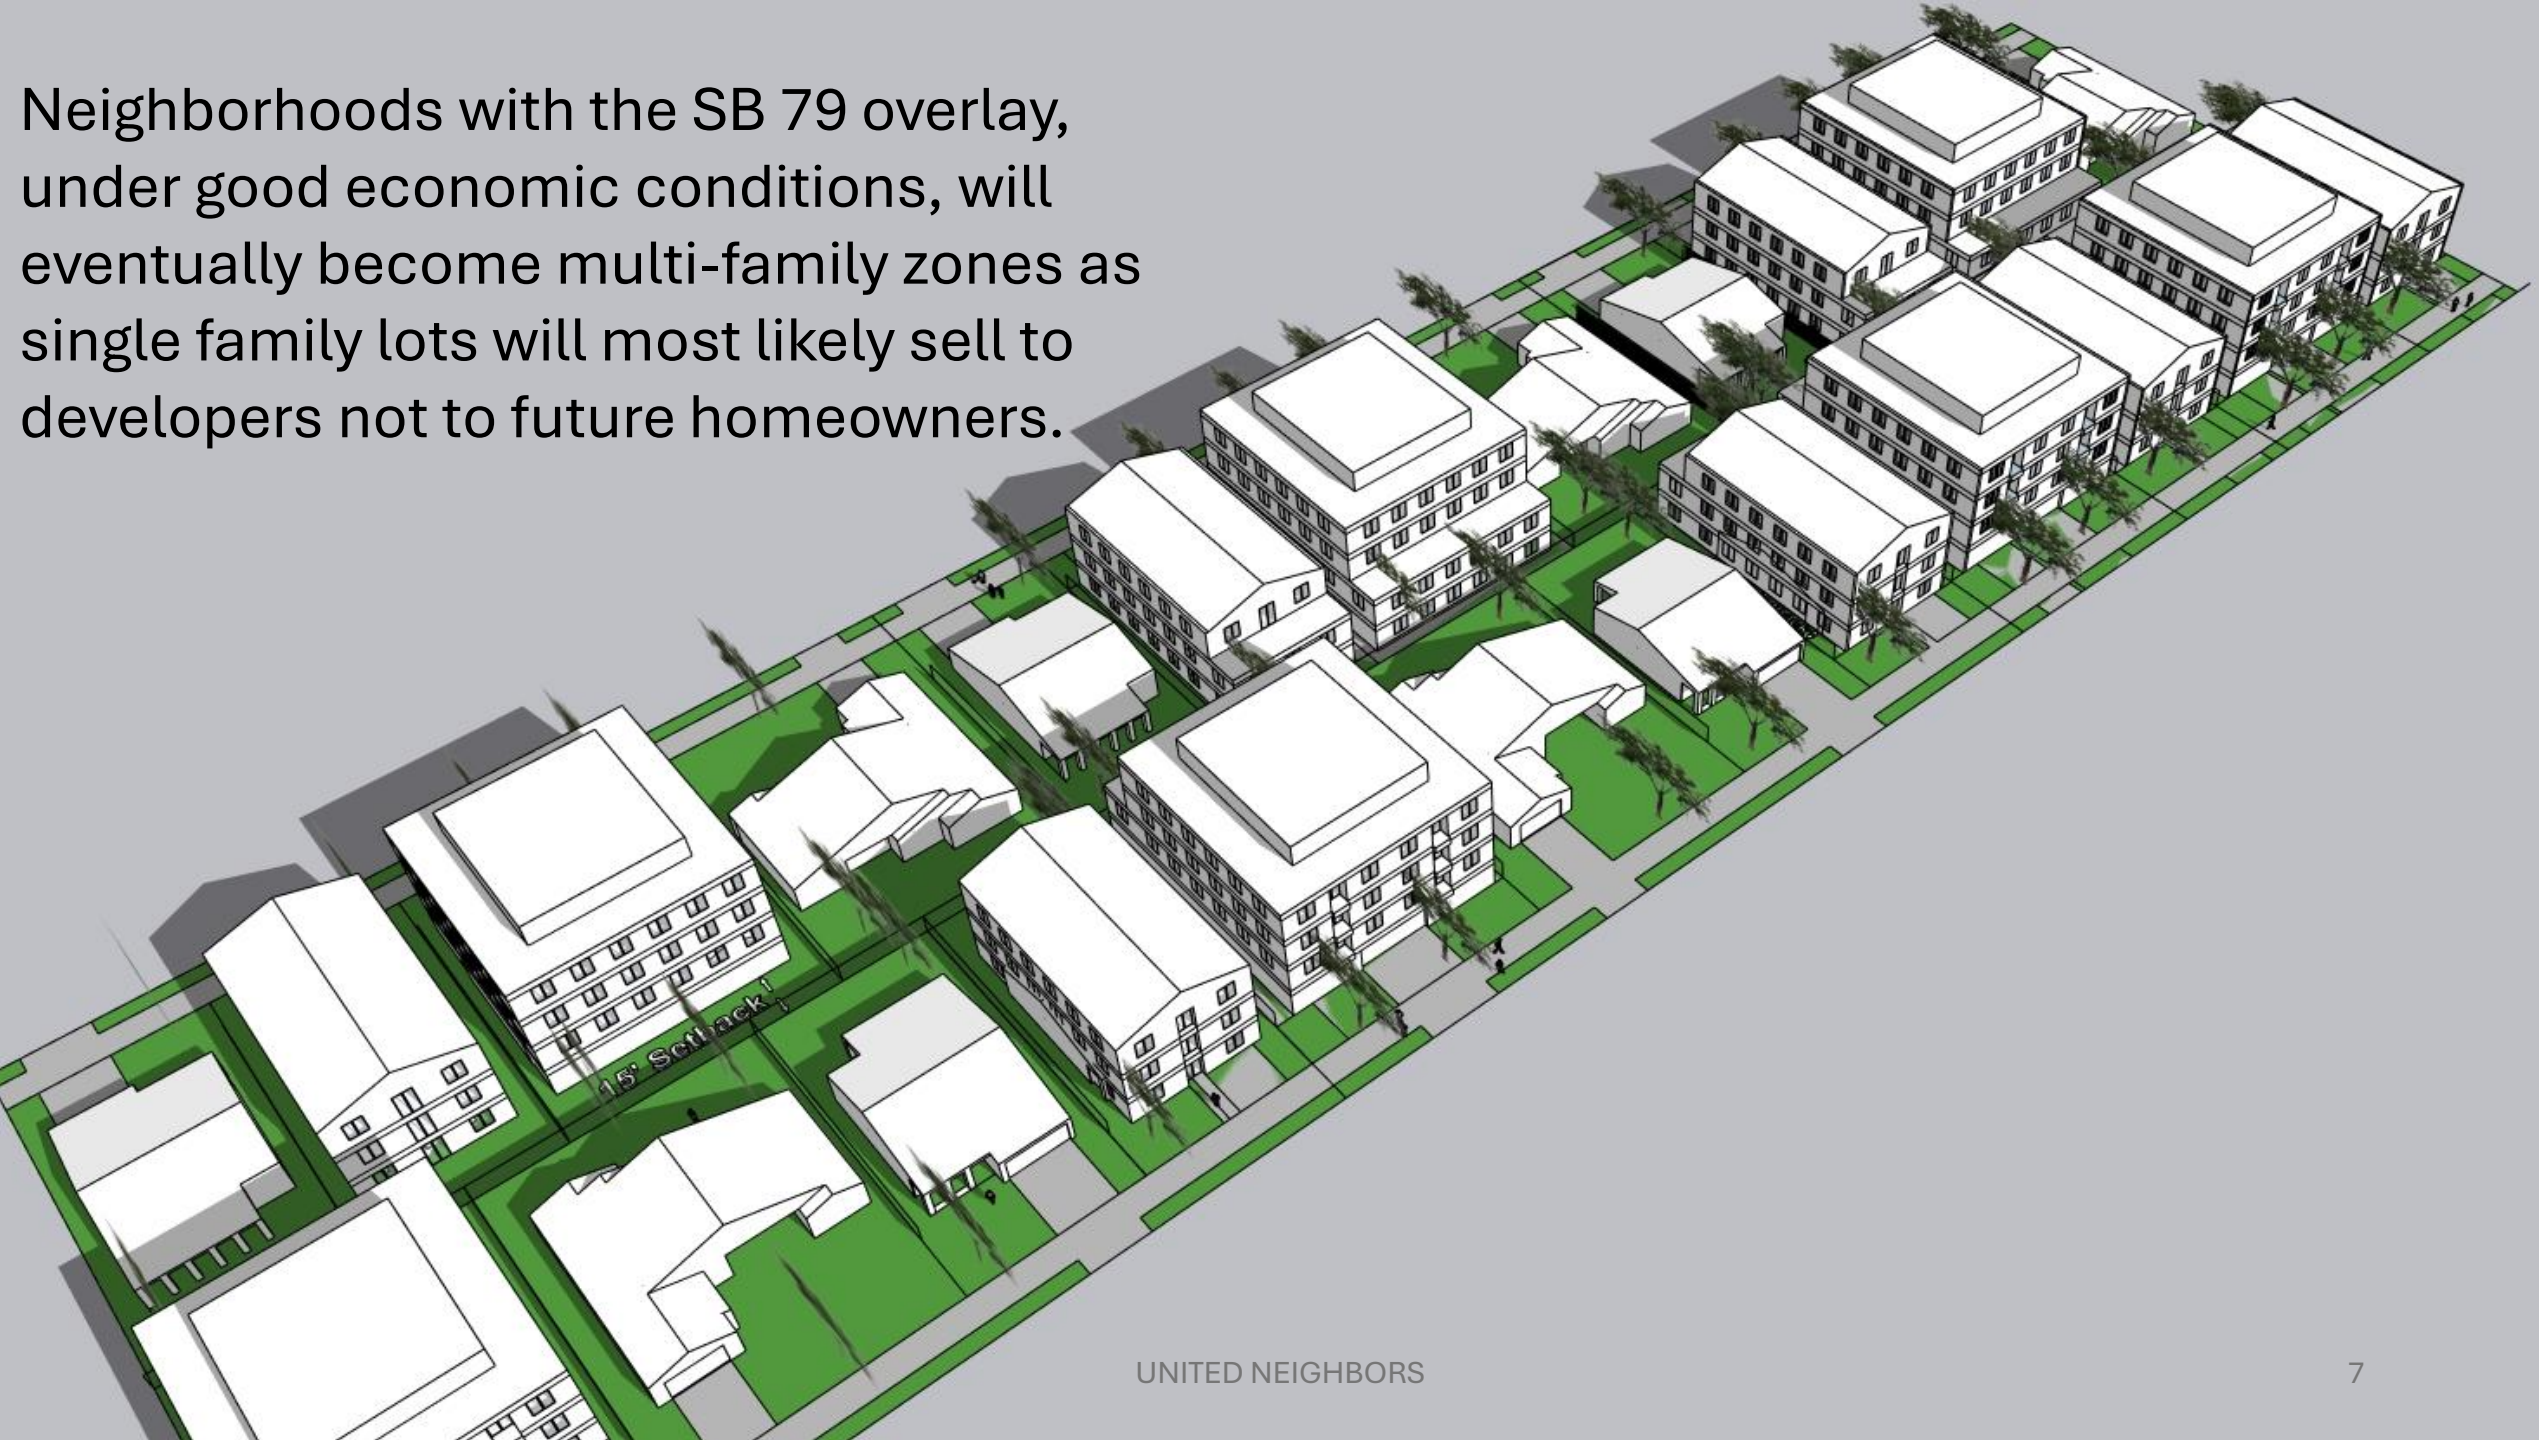 Neighborhoods with the SB 79 overlay,
under good economic conditions, will
eventually become multi-family zones as
single family lots will most likely sell to
developers not to future homeowners.
15' Setback
UNITED NEIGHBORS
7